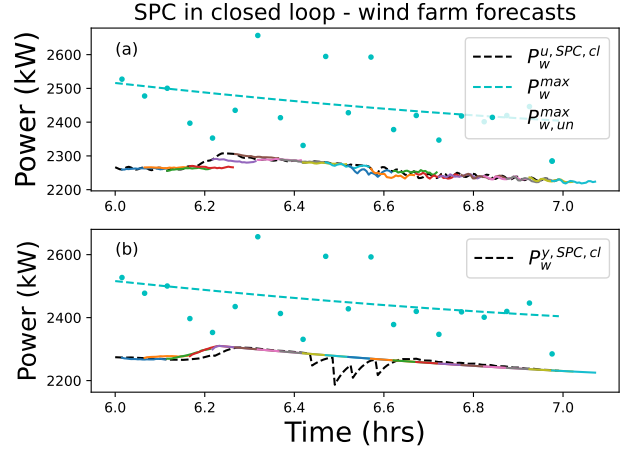 SPC in closed loop - wind farm forecasts
Power (kW)
2600
2500
2400
2300
2200
(a)
P_w^{u, SPC, cl}
P_w^{max}
P_{w, un}^{max}
6.0 6.2 6.4 6.6 6.8 7.0
Power (kW)
2600
2400
2200
(b)
P_w^{y, SPC, cl}
6.0 6.2 6.4 6.6 6.8 7.0
Time (hrs)